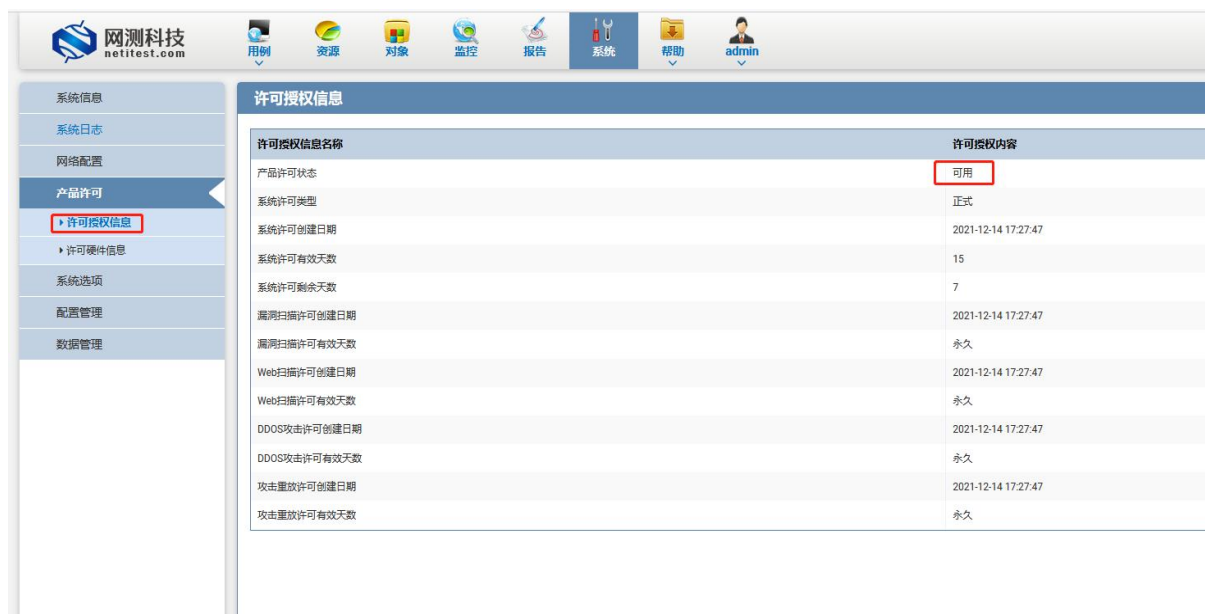 网测科技
netitest.com
用例
资源
对象
监控
报告
系统
帮助
admin
系统信息
系统日志
网络配置
产品许可
许可授权信息
许可硬件信息
系统选项
配置管理
数据管理
许可授权信息
许可授权信息名称 许可授权内容
产品许可状态 可用
系统许可类型 正式
系统许可创建日期 2021-12-14 17:27:47
系统许可有效天数 15
系统许可剩余天数 7
漏洞扫描许可创建日期 2021-12-14 17:27:47
漏洞扫描许可有效天数 永久
Web扫描许可创建日期 2021-12-14 17:27:47
Web扫描许可有效天数 永久
DDOS攻击许可创建日期 2021-12-14 17:27:47
DDOS攻击许可有效天数 永久
攻击重放许可创建日期 2021-12-14 17:27:47
攻击重放许可有效天数 永久